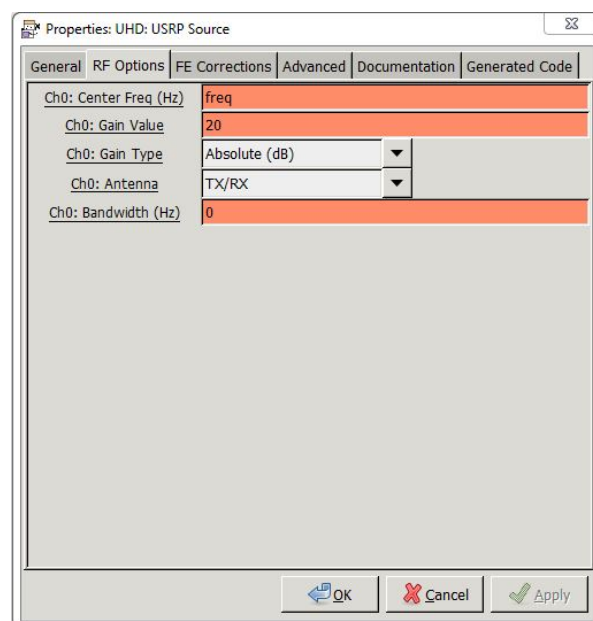 Properties: UHD: USRP Source
General RF Options FE Corrections Advanced Documentation Generated Code
Ch0: Center Freq (Hz) freq
Ch0: Gain Value 20
Ch0: Gain Type Absolute (dB)
Ch0: Antenna TX/RX
Ch0: Bandwidth (Hz) 0
OK Cancel Apply